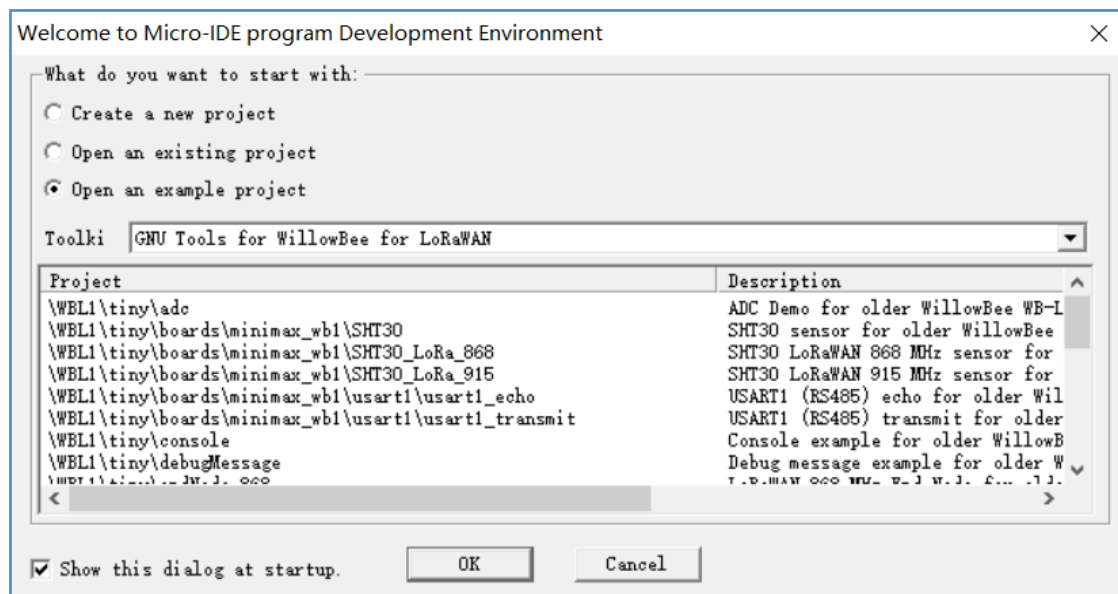 Welcome to Micro-IDE program Development Environment
What do you want to start with:
Create a new project
Open an existing project
Open an example project
Toolki GNU Tools for WillowBee for LoRaWAN
Project Description
\WBL1\tiny\adc ADC Demo for older WillowBee WB-L
\WBL1\tiny\boards\minimax_wb1\SHT30 SHT30 sensor for older WillowBee
\WBL1\tiny\boards\minimax_wb1\SHT30_LoRa_868 SHT30 LoRaWAN 868 MHz sensor for
\WBL1\tiny\boards\minimax_wb1\SHT30_LoRa_915 SHT30 LoRaWAN 915 MHz sensor for
\WBL1\tiny\boards\minimax_wb1\usart1\usart1_echo USART1 (RS485) echo for older Wil
\WBL1\tiny\boards\minimax_wb1\usart1\usart1_transmit USART1 (RS485) transmit for older
\WBL1\tiny\console Console example for older WillowB
\WBL1\tiny\debugMessage Debug message example for older W
Show this dialog at startup.
OK
Cancel